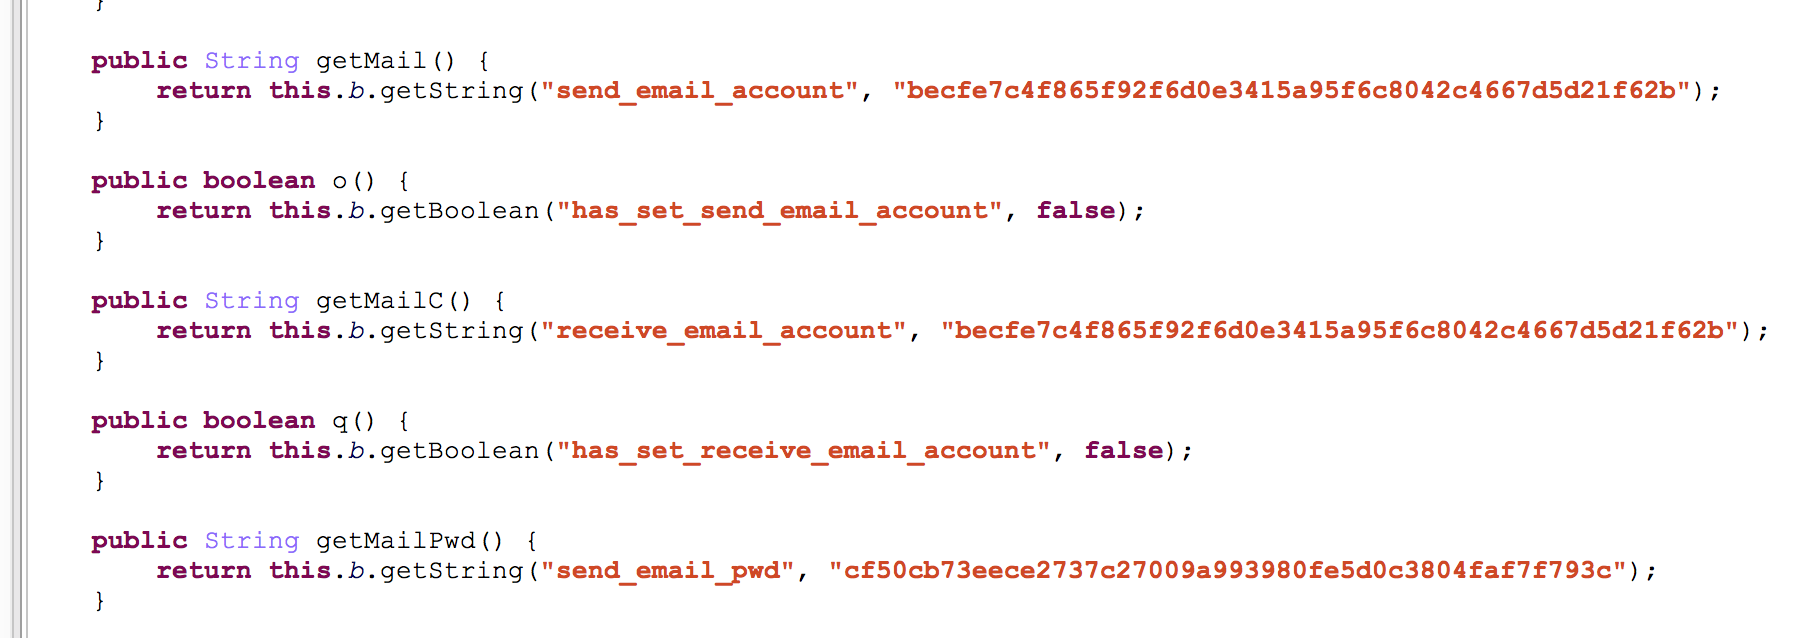 }
public String getMail() {
return this.b.getString("send_email_account", "becfe7c4f865f92f6d0e3415a95f6c8042c4667d5d21f62b");
}
public boolean o() {
return this.b.getBoolean("has_set_send_email_account", false);
}
public String getMailC() {
return this.b.getString("receive_email_account", "becfe7c4f865f92f6d0e3415a95f6c8042c4667d5d21f62b");
}
public boolean q() {
return this.b.getBoolean("has_set_receive_email_account", false);
}
public String getMailPwd() {
return this.b.getString("send_email_pwd", "cf50cb73eece2737c27009a993980fe5d0c3804faf7f793c");
}